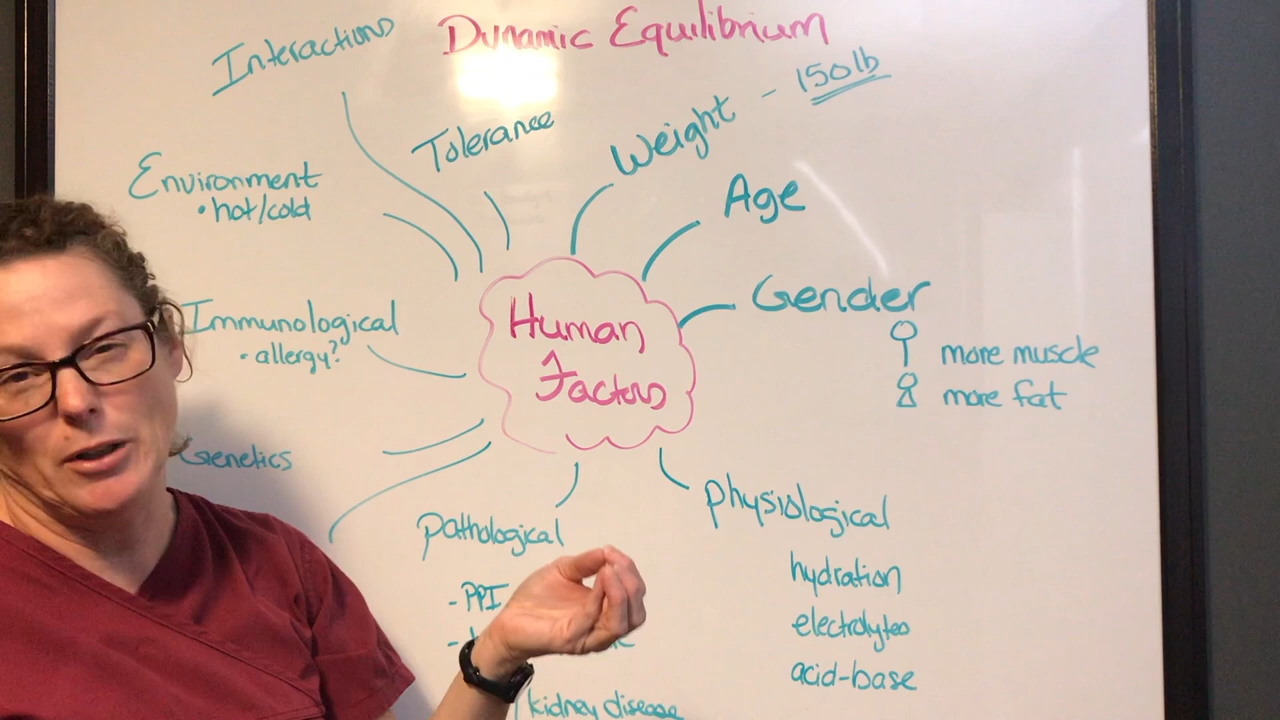 Dynamic Equilibrium
Interactions
Tolerance
Weight - 150lb
Age
Environment
• hot/cold
Gender
more muscle
more fat
Immunological
• allergy?
Human
Factors
Genetics
Pathological
- PPI
kidney disease
physiological
hydration
electrolytes
acid-base